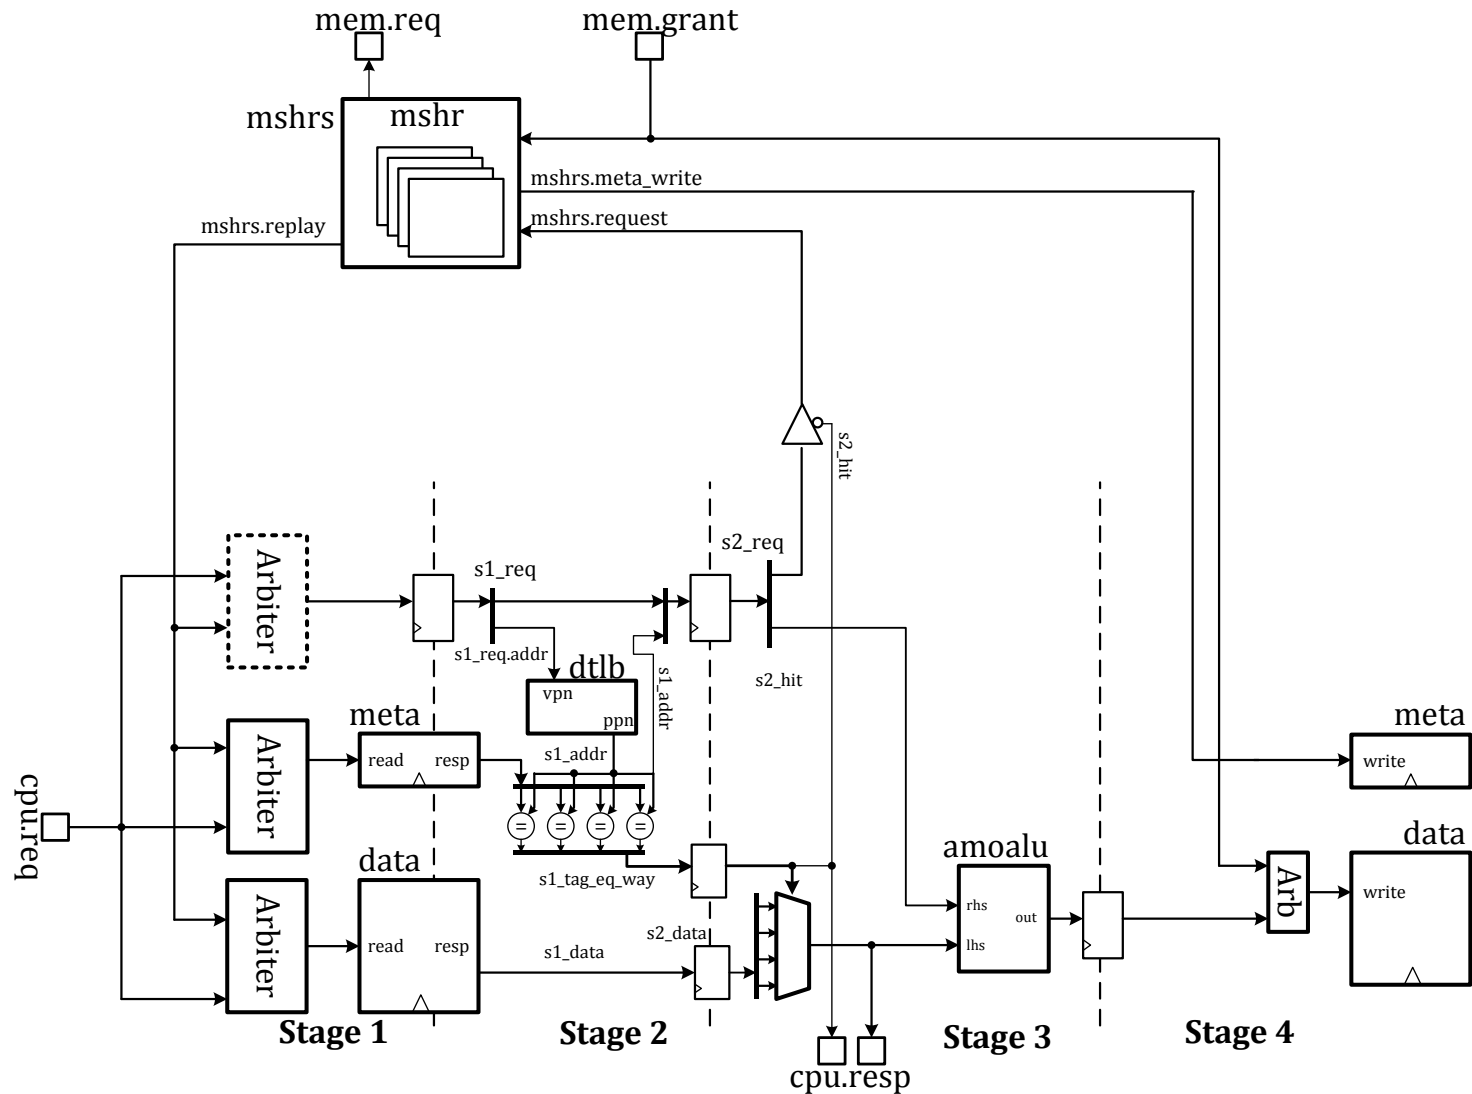 mem.req
mem.grant
mshrs
mshr
mshrs.meta_write
mshrs.replay
mshrs.request
s2_hit
Arbiter
s1_req
s2_req
s1_req.addr
dtlb
vpn
ppn
s1_addr
s2_hit
meta
read
resp
Arbiter
s1_addr
=
=
=
=
meta
write
cpu.req
data
read
resp
Arbiter
s1_tag_eq_way
s1_data
s2_data
amoalu
rhs
lhs
out
Arb
data
write
Stage 1
Stage 2
Stage 3
Stage 4
cpu.resp